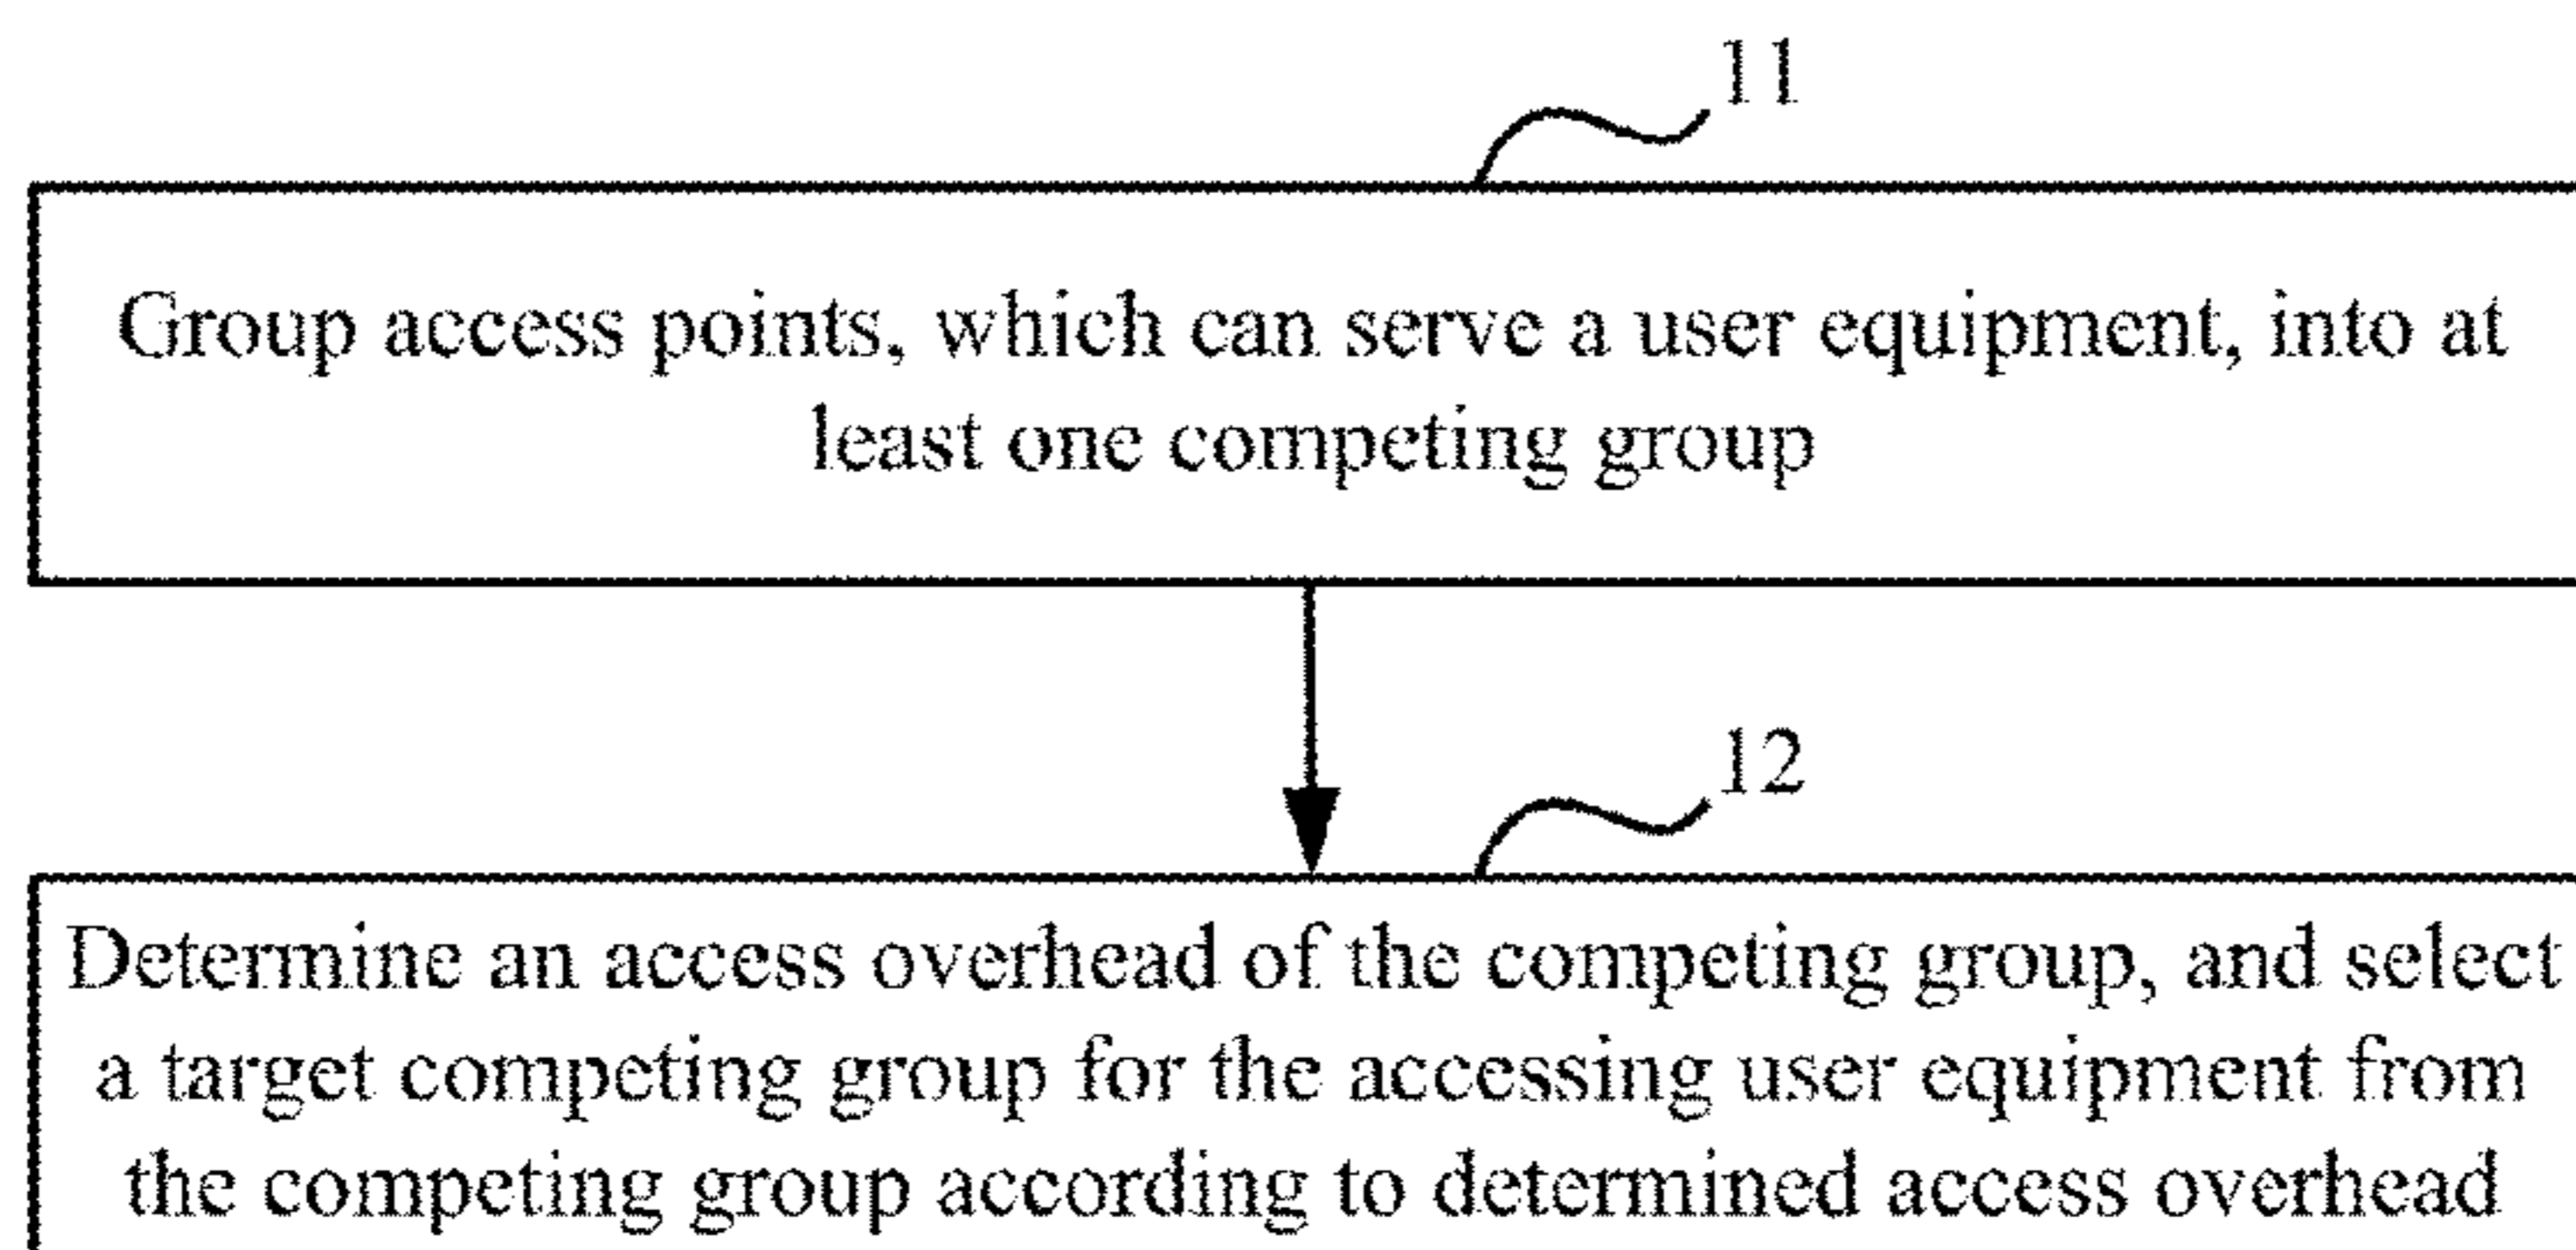 11
Group access points, which can serve a user equipment, into at
least one competing group
12
Determine an access overhead of the competing group, and select
a target competing group for the accessing user equipment from
the competing group according to determined access overhead